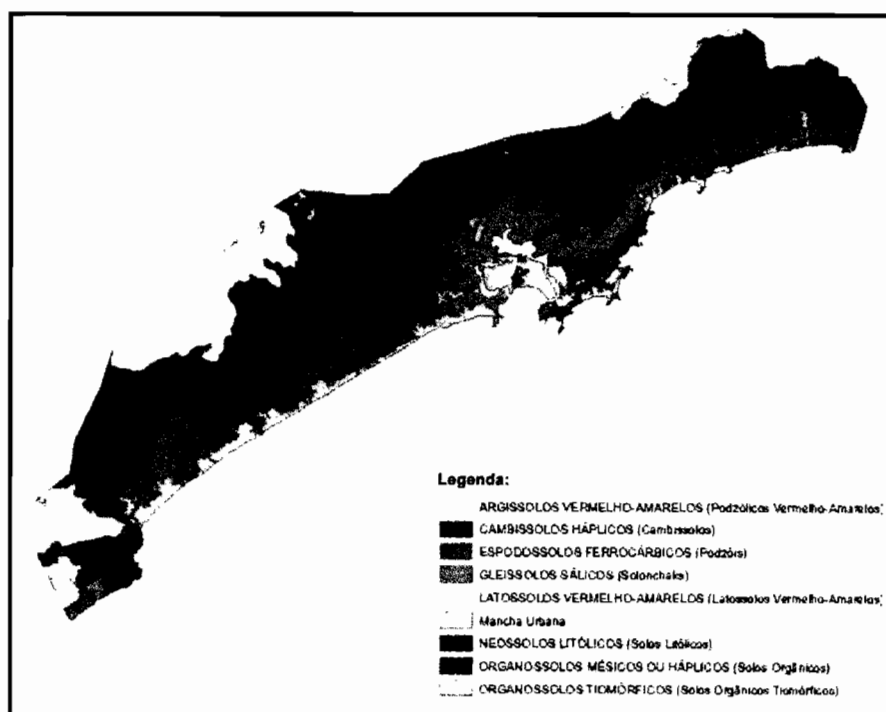 Legenda:
ARGISSOLOS VERMELHO-AMARELOS (Podzólicos Vermelho-Amarelos)
CAMBISSOLOS HÁPLICOS (Cambissolos)
ESPODOSSOLOS FERROCÁRBICOS (Podzóis)
GLEISSOLOS SÁLICOS (Solonchaks)
LATOSSOLOS VERMELHO-AMARELOS (Latossolos Vermelho-Amarelos)
Mancha Urbana
NEOSSOLOS LITÓLICOS (Solos Litólicos)
ORGANOSSOLOS MÉSICOS OU HÁPLICOS (Solos Orgânicos)
ORGANOSSOLOS TIOMÓRFICOS (Solos Orgânicos Tiomórficos)